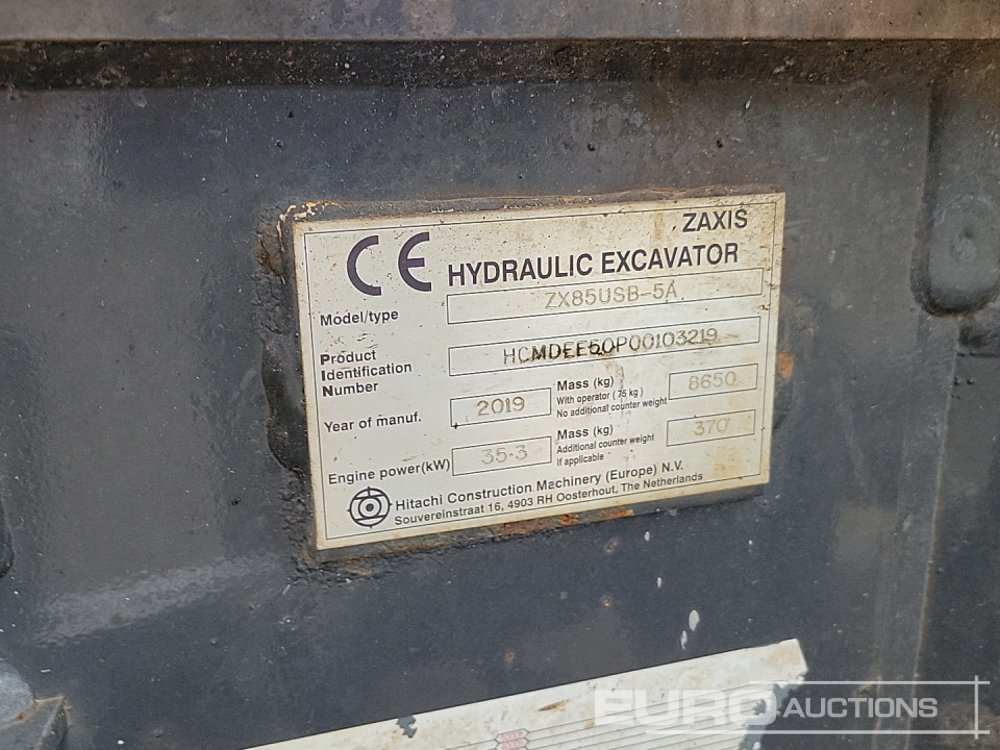 CE
ZAXIS
HYDRAULIC EXCAVATOR
Model/type ZX85USB-5A
Product Identification Number HCMDEE50P00103219
Year of manuf. 2019
Mass (kg) With operator (75 kg) No additional counter weight 8650
Engine power(kW) 35.3
Mass (kg) Additional counter weight if applicable 370
Hitachi Construction Machinery (Europe) N.V.
Souvereinstraat 16, 4903 RH Oosterhout, The Netherlands
EURO AUCTIONS